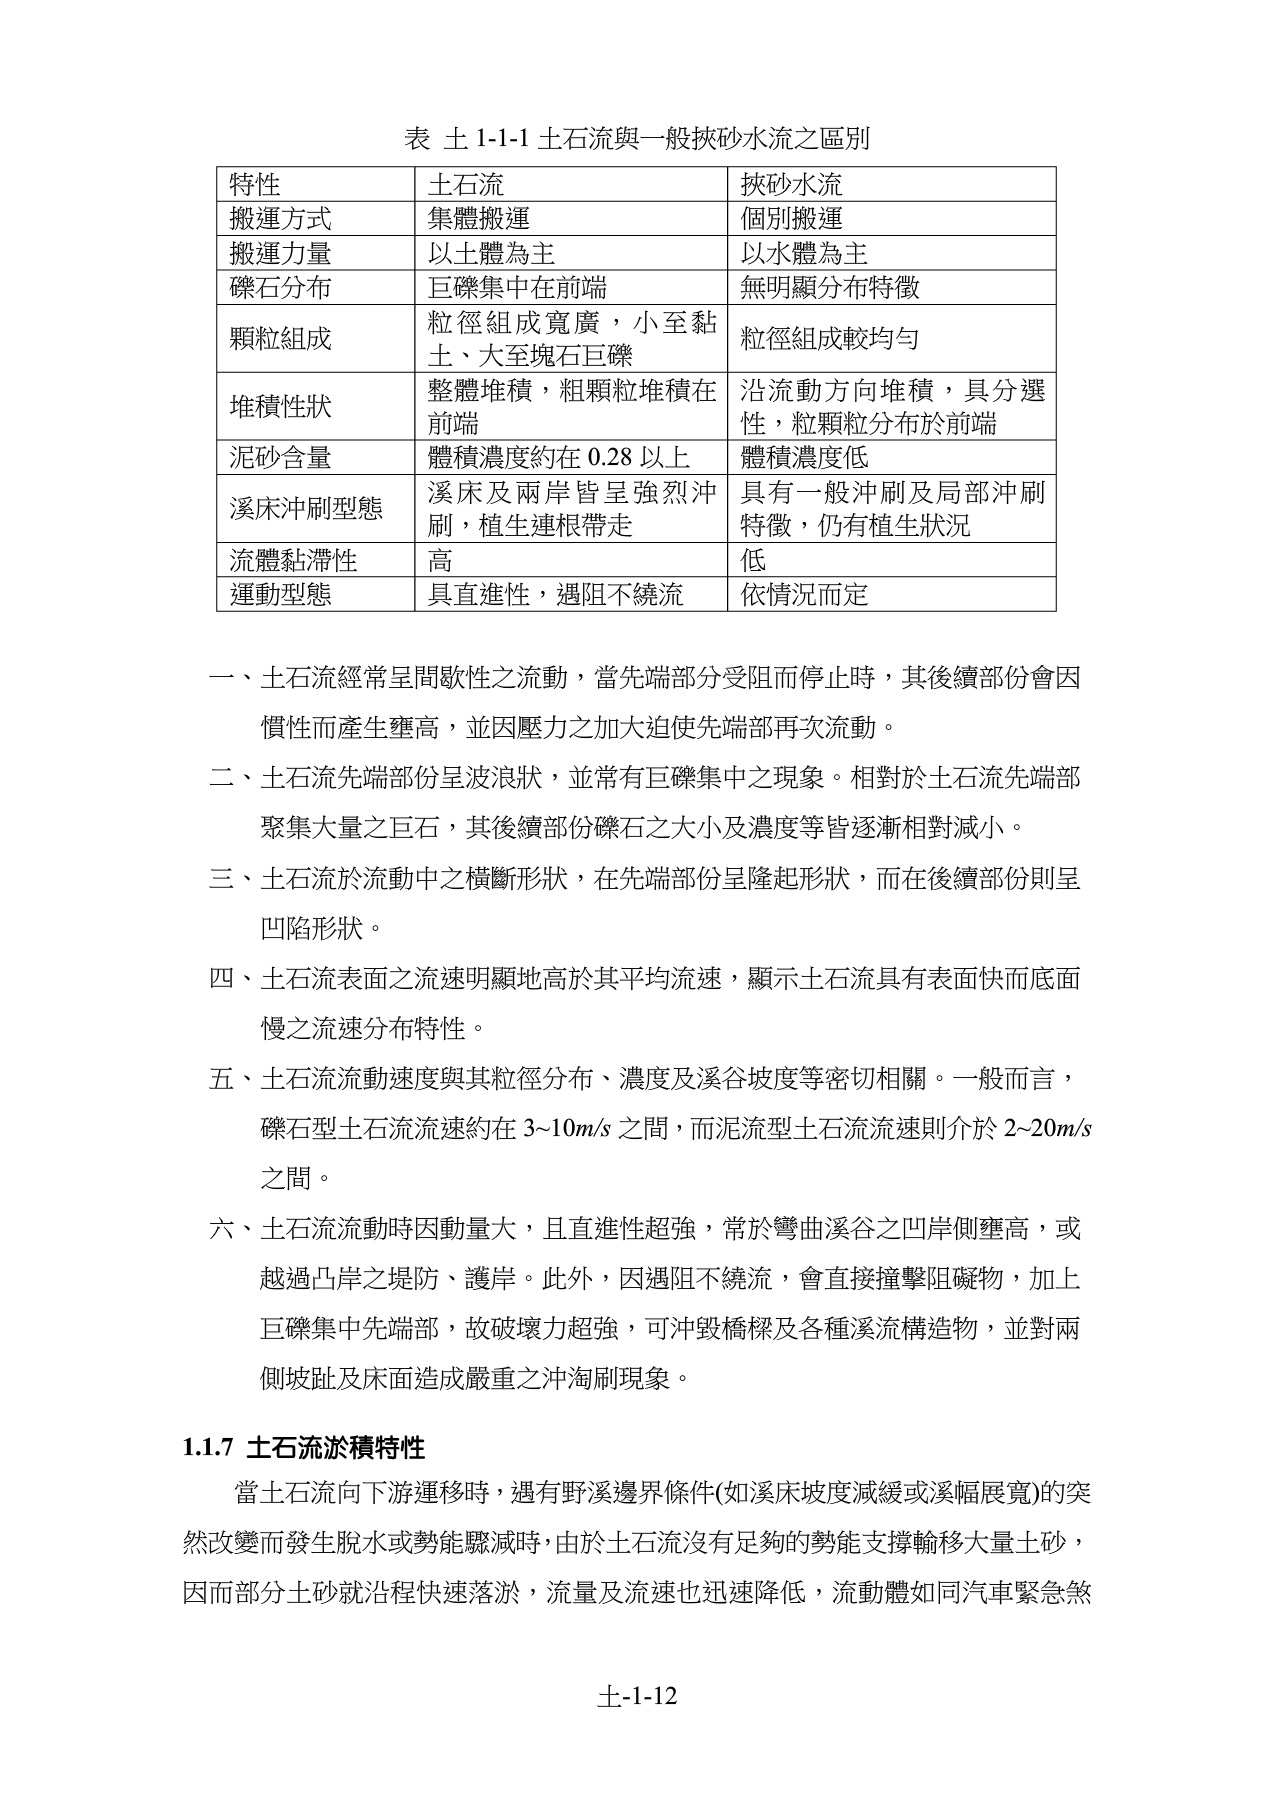 表 土 1-1-1 土石流與一般挾砂水流之區別
特性 土石流 挾砂水流
搬運方式 集體搬運 個別搬運
搬運力量 以土體為主 以水體為主
礫石分布 巨礫集中在前端 無明顯分布特徵
顆粒組成 粒徑組成寬廣，小至黏土、大至塊石巨礫 粒徑組成較均勻
堆積性狀 整體堆積，粗顆粒堆積在前端 沿流動方向堆積，具分選性，粒顆粒分布於前端
泥砂含量 體積濃度約在 0.28 以上 體積濃度低
溪床沖刷型態 溪床及兩岸皆呈強烈沖刷，植生連根帶走 具有一般沖刷及局部沖刷特徵，仍有植生狀況
流體黏滯性 高 低
運動型態 具直進性，遇阻不繞流 依情況而定
一、土石流經常呈間歇性之流動，當先端部分受阻而停止時，其後續部份會因
慣性而產生壅高，並因壓力之加大迫使先端部再次流動。
二、土石流先端部份呈波浪狀，並常有巨礫集中之現象。相對於土石流先端部
聚集大量之巨石，其後續部份礫石之大小及濃度等皆逐漸相對減小。
三、土石流於流動中之橫斷形狀，在先端部份呈隆起形狀，而在後續部份則呈
凹陷形狀。
四、土石流表面之流速明顯地高於其平均流速，顯示土石流具有表面快而底面
慢之流速分布特性。
五、土石流流動速度與其粒徑分布、濃度及溪谷坡度等密切相關。一般而言，
礫石型土石流流速約在 3~10m/s 之間，而泥流型土石流流速則介於 2~20m/s
之間。
六、土石流流動時因動量大，且直進性超強，常於彎曲溪谷之凹岸側壅高，或
越過凸岸之堤防、護岸。此外，因遇阻不繞流，會直接撞擊阻礙物，加上
巨礫集中先端部，故破壞力超強，可沖毀橋樑及各種溪流構造物，並對兩
側坡趾及床面造成嚴重之沖淘刷現象。
1.1.7 土石流淤積特性
當土石流向下游運移時，遇有野溪邊界條件(如溪床坡度減緩或溪幅展寬)的突
然改變而發生脫水或勢能驟減時，由於土石流沒有足夠的勢能支撐輸移大量土砂，
因而部分土砂就沿程快速落淤，流量及流速也迅速降低，流動體如同汽車緊急煞
土-1-12